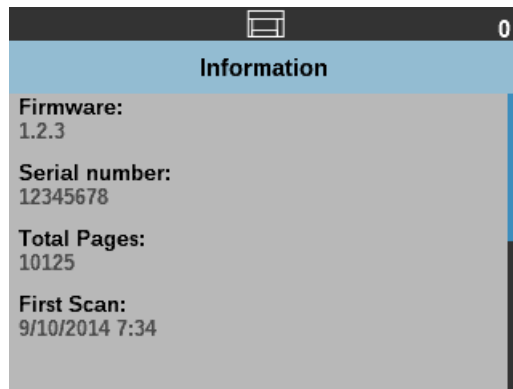 0
Information
Firmware:
1.2.3
Serial number:
12345678
Total Pages:
10125
First Scan:
9/10/2014 7:34